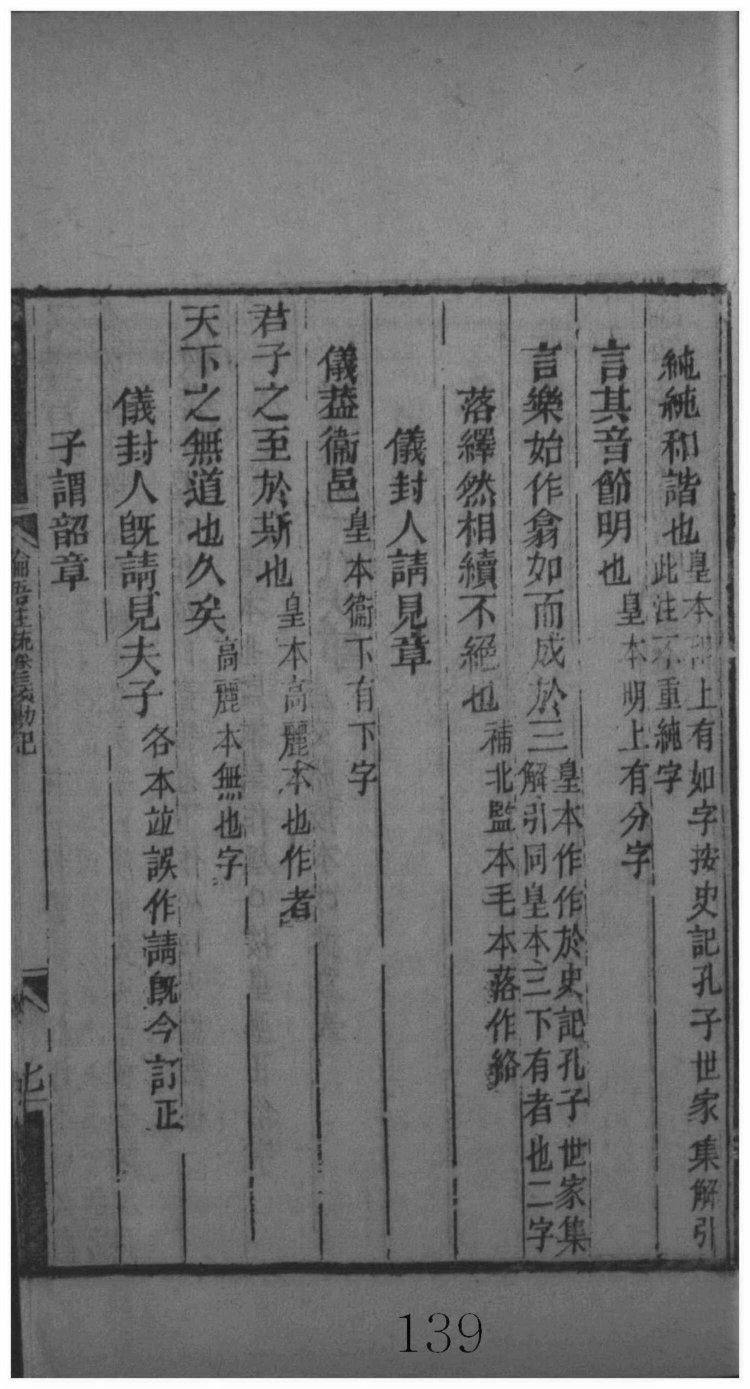 純純和諧也皇本諧上有如字按史記孔子世家集解引此注不重純字
言其音節明也皇本明上有分字
言樂始作翕如而成於三皇本作作於史記孔子世家集解引同皇本三下有者也二字
落繹然相續不絕也補北監本毛本落作絡
儀封人請見章
儀葢衞邑皇本衞下有下字
君子之至於斯也皇本高麗本也作者
天下之無道也久矣高麗本無也字
儀封人旣請見夫子各本竝誤作請旣今訂正
子謂韶章
論語注疏卷三校勘記
139